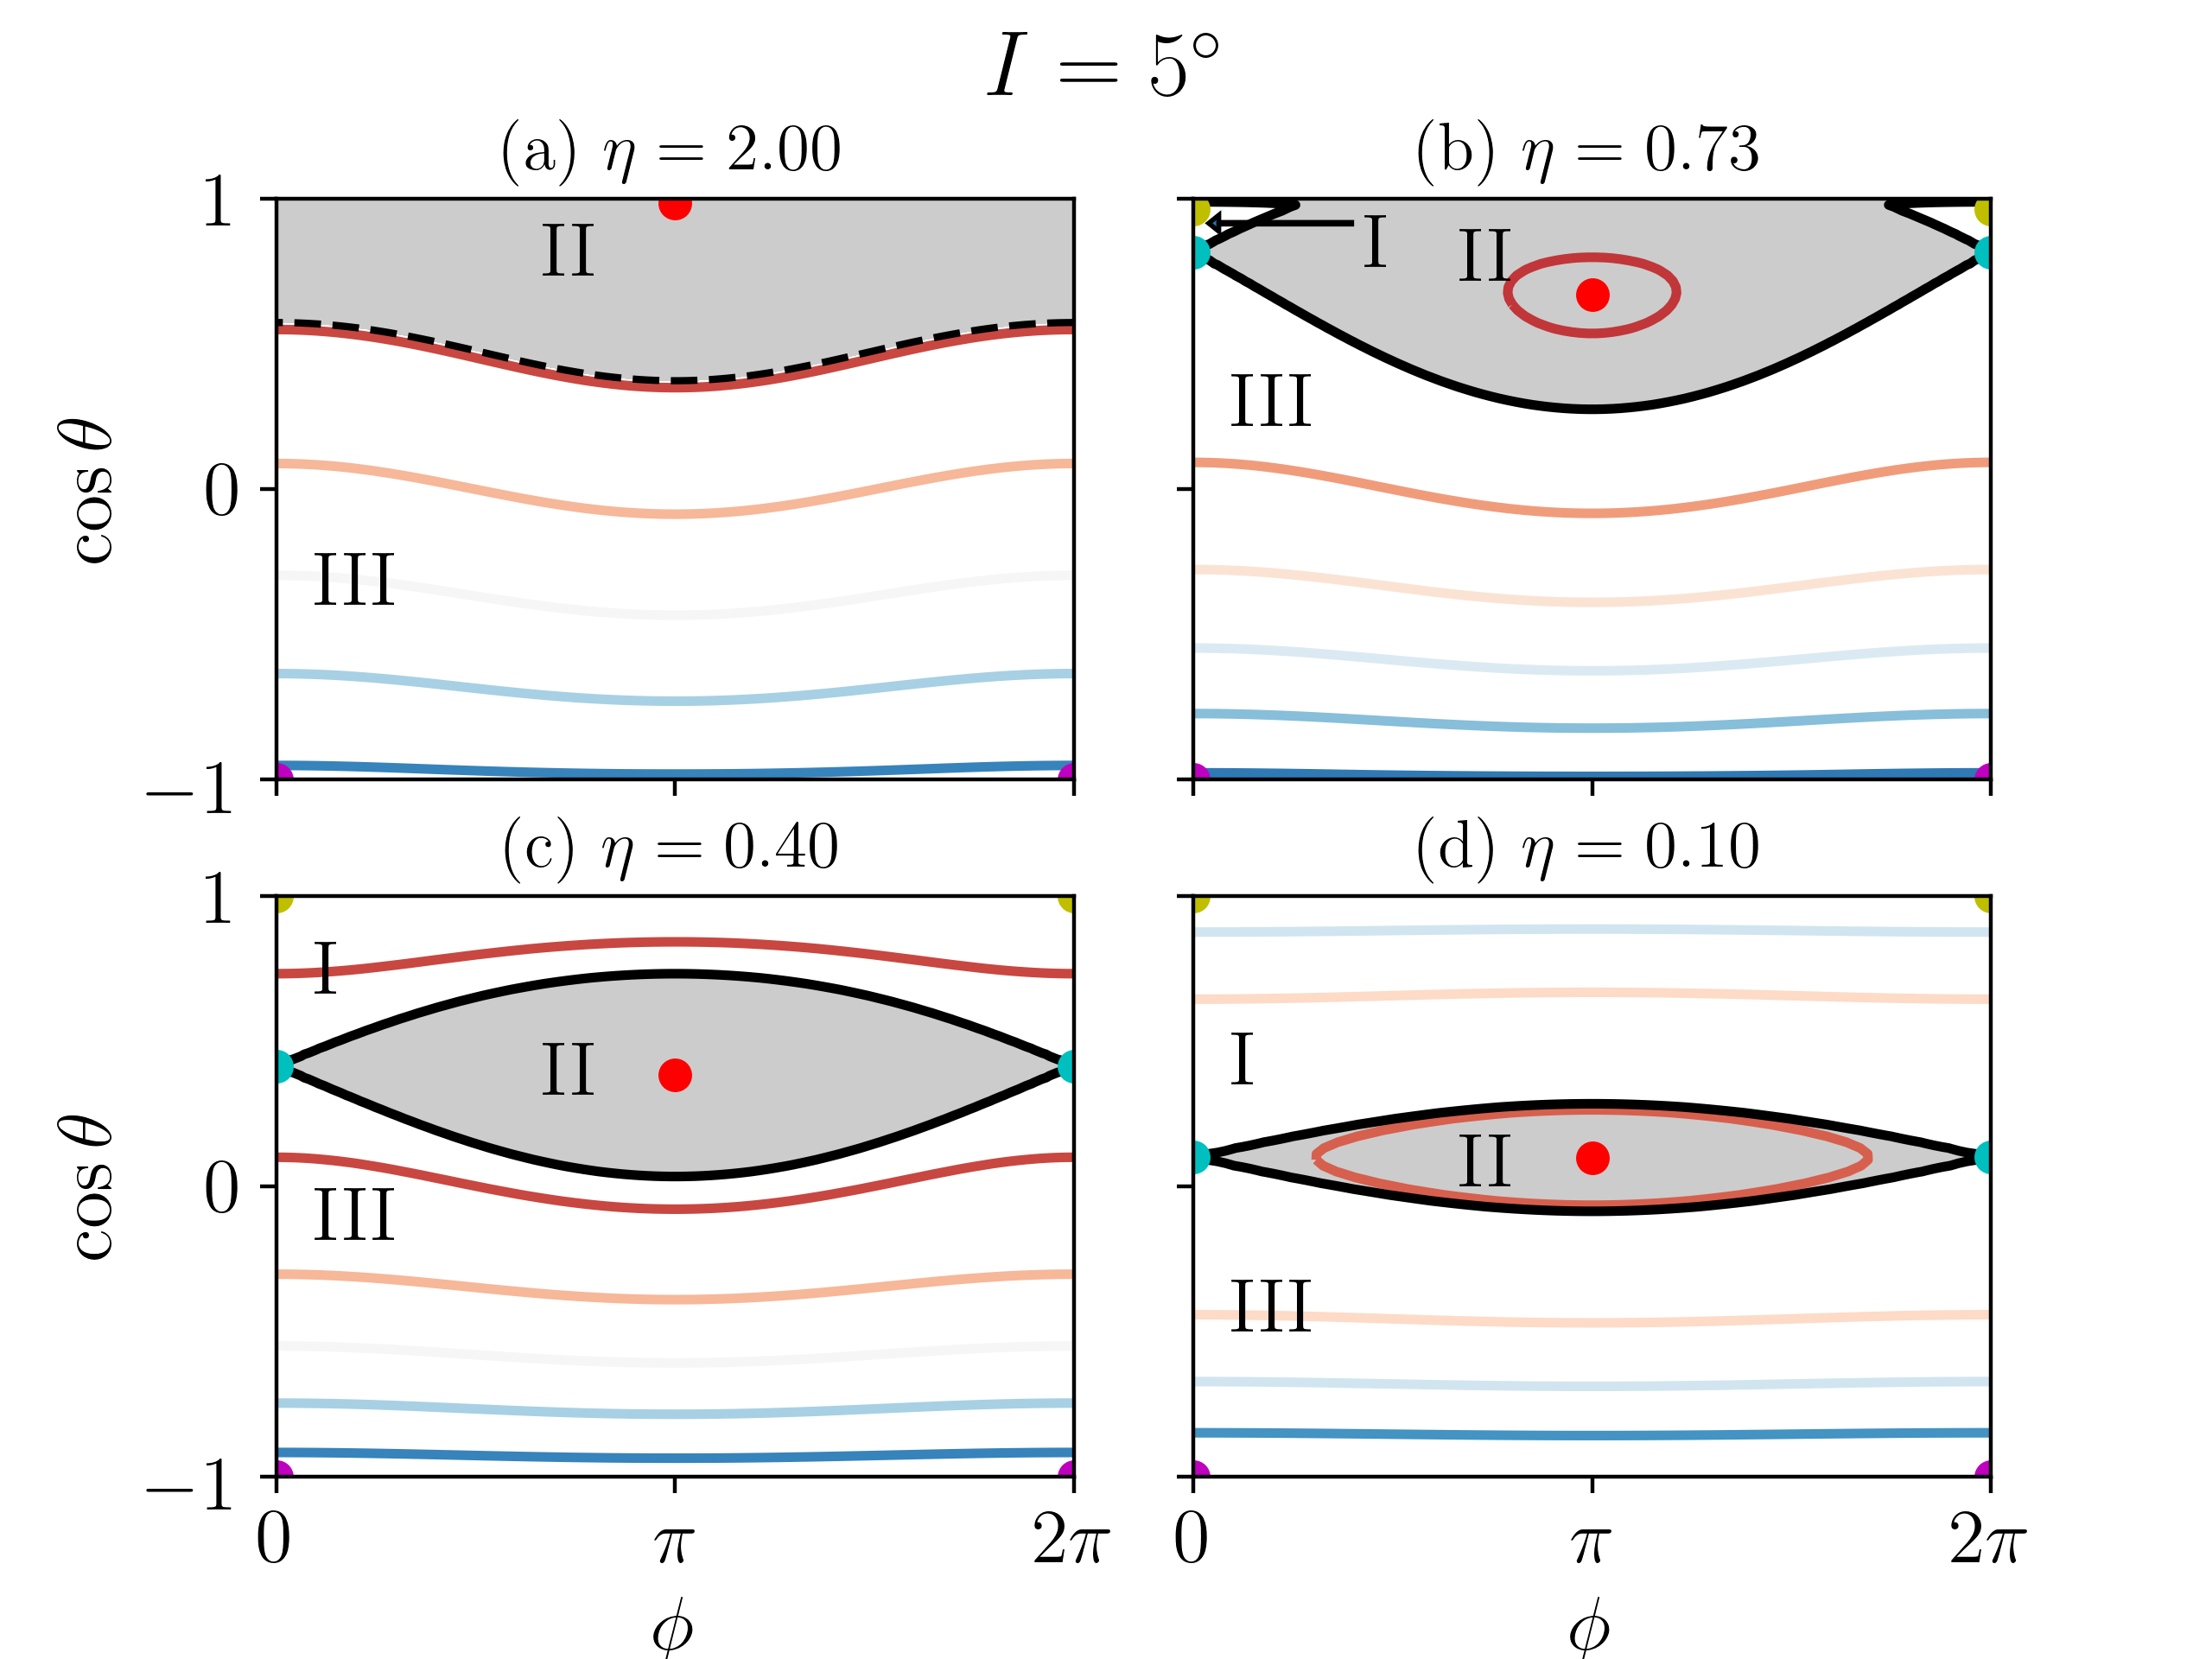 I = 5°
(a) η = 2.00
(b) η = 0.73
1
0
−1
cos θ
II
III
I
II
III
(c) η = 0.40
(d) η = 0.10
1
0
−1
cos θ
I
II
III
I
II
III
0
π
2π
ϕ
0
π
2π
ϕ